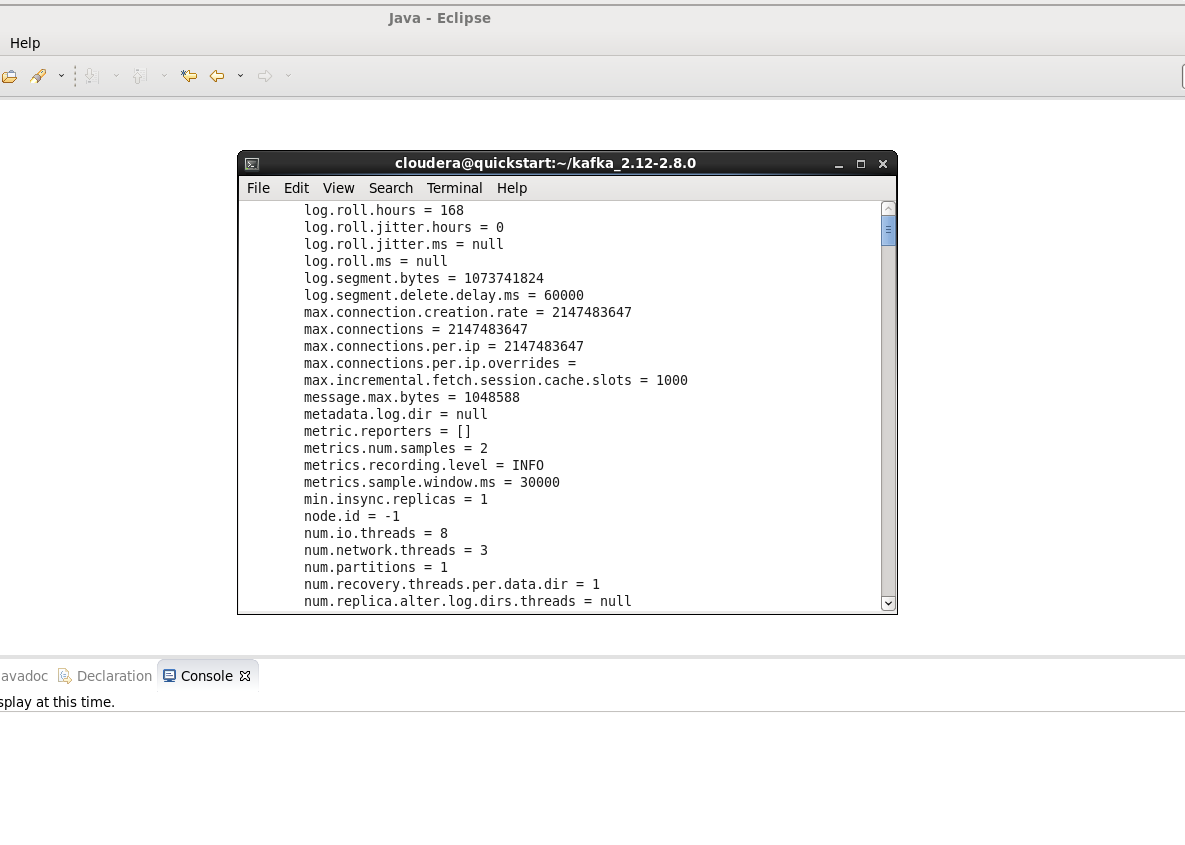 Java - Eclipse
Help
cloudera@quickstart:~/kafka_2.12-2.8.0
File Edit View Search Terminal Help
log.roll.hours = 168
log.roll.jitter.hours = 0
log.roll.jitter.ms = null
log.roll.ms = null
log.segment.bytes = 1073741824
log.segment.delete.delay.ms = 60000
max.connection.creation.rate = 2147483647
max.connections = 2147483647
max.connections.per.ip = 2147483647
max.connections.per.ip.overrides =
max.incremental.fetch.session.cache.slots = 1000
message.max.bytes = 1048588
metadata.log.dir = null
metric.reporters = []
metrics.num.samples = 2
metrics.recording.level = INFO
metrics.sample.window.ms = 30000
min.insync.replicas = 1
node.id = -1
num.io.threads = 8
num.network.threads = 3
num.partitions = 1
num.recovery.threads.per.data.dir = 1
num.replica.alter.log.dirs.threads = null
avadoc Declaration Console
splay at this time.